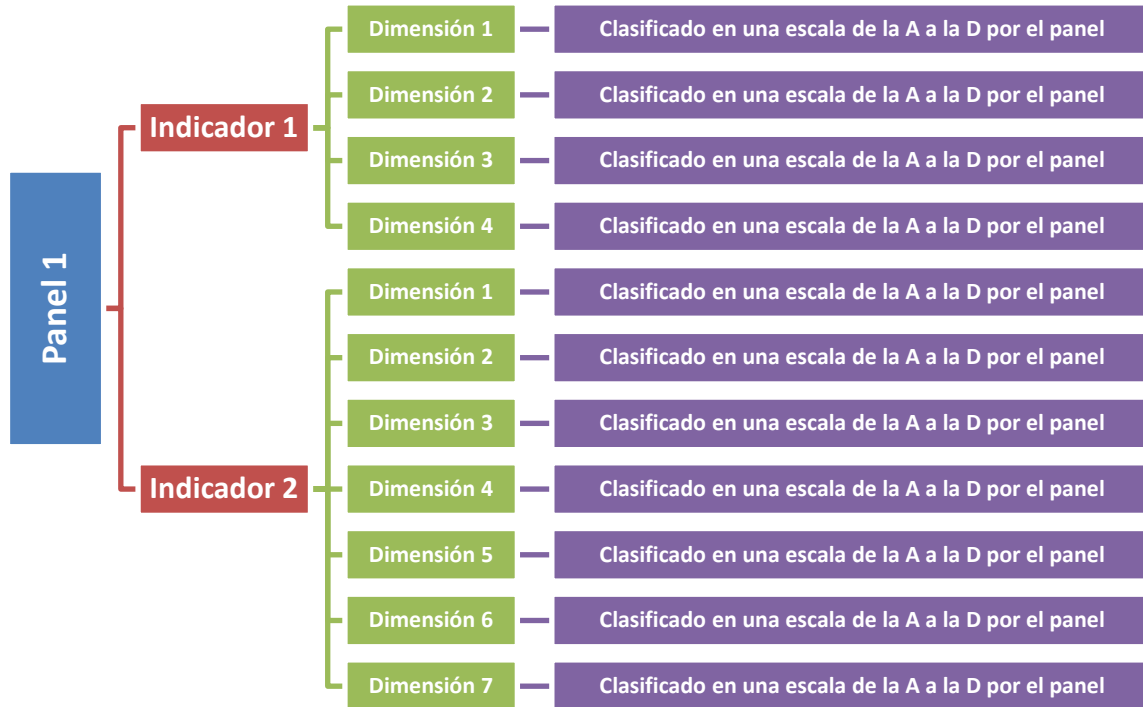 Panel 1
Indicador 1
Dimensión 1
Clasificado en una escala de la A a la D por el panel
Dimensión 2
Clasificado en una escala de la A a la D por el panel
Dimensión 3
Clasificado en una escala de la A a la D por el panel
Dimensión 4
Clasificado en una escala de la A a la D por el panel
Indicador 2
Dimensión 1
Clasificado en una escala de la A a la D por el panel
Dimensión 2
Clasificado en una escala de la A a la D por el panel
Dimensión 3
Clasificado en una escala de la A a la D por el panel
Dimensión 4
Clasificado en una escala de la A a la D por el panel
Dimensión 5
Clasificado en una escala de la A a la D por el panel
Dimensión 6
Clasificado en una escala de la A a la D por el panel
Dimensión 7
Clasificado en una escala de la A a la D por el panel